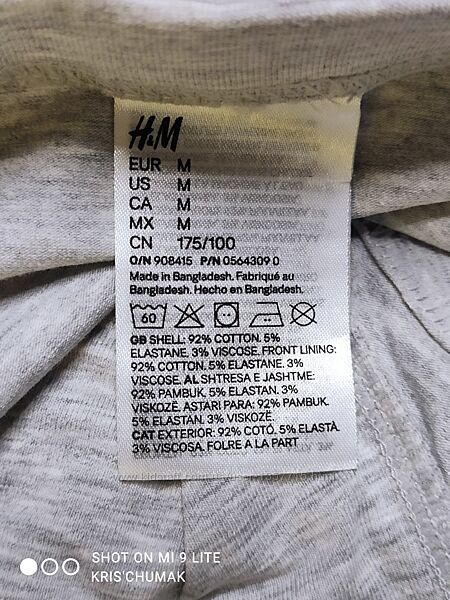 H&M
EUR M
US M
CA M
MX M
CN 175/100
O/N 908415 P/N 0564309 0
Made in Bangladesh. Fabriqué au
Bangladesh. Hecho en Bangladesh.
60
GB SHELL: 92% COTTON. 5%
ELASTANE. 3% VISCOSE. FRONT LINING:
92% COTTON. 5% ELASTANE. 3%
VISCOSE. AL SHTRESA E JASHTME:
92% PAMBUK. 5% ELASTAN. 3%
VISKOZË. ASTARI PARA: 92% PAMBUK.
5% ELASTAN. 3% VISKOZË.
CAT EXTERIOR: 92% COTÓ. 5% ELASTÀ.
3% VISCOSA. FOLRE A LA PART
SHOT ON MI 9 LITE
KRIS'CHUMAK